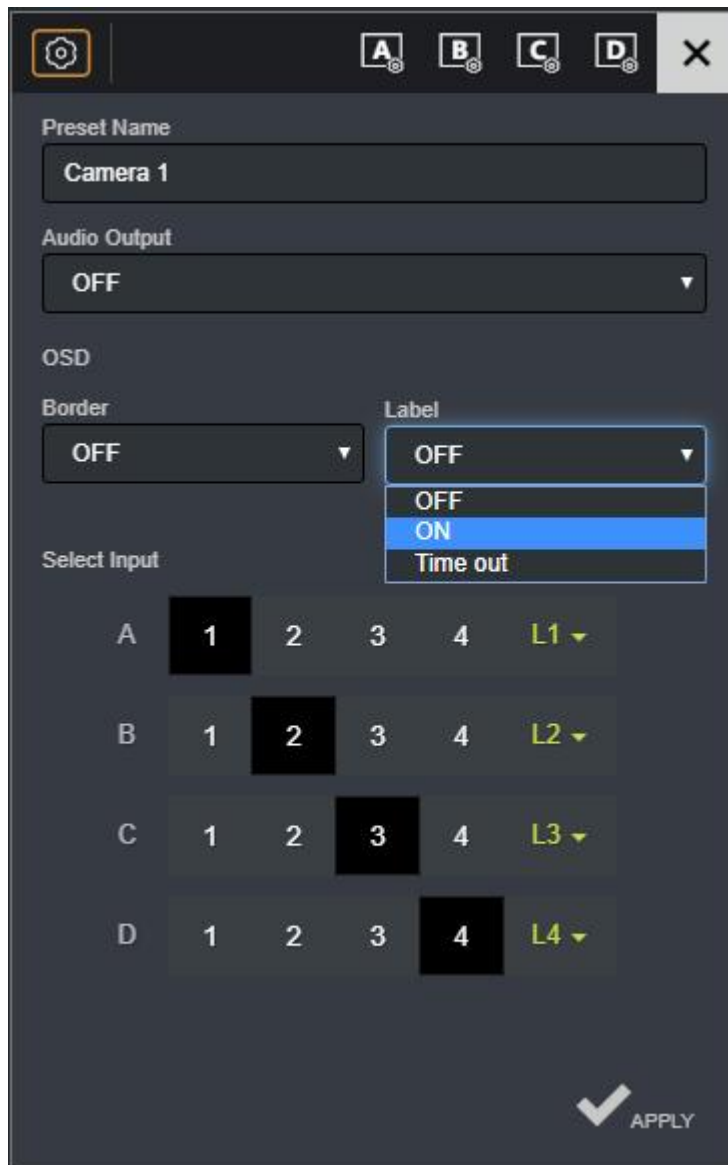 A B C D
Preset Name
Camera 1
Audio Output
OFF
OSD
Border Label
OFF OFF
OFF
ON
Time out
Select Input
A 1 2 3 4 L1
B 1 2 3 4 L2
C 1 2 3 4 L3
D 1 2 3 4 L4
APPLY